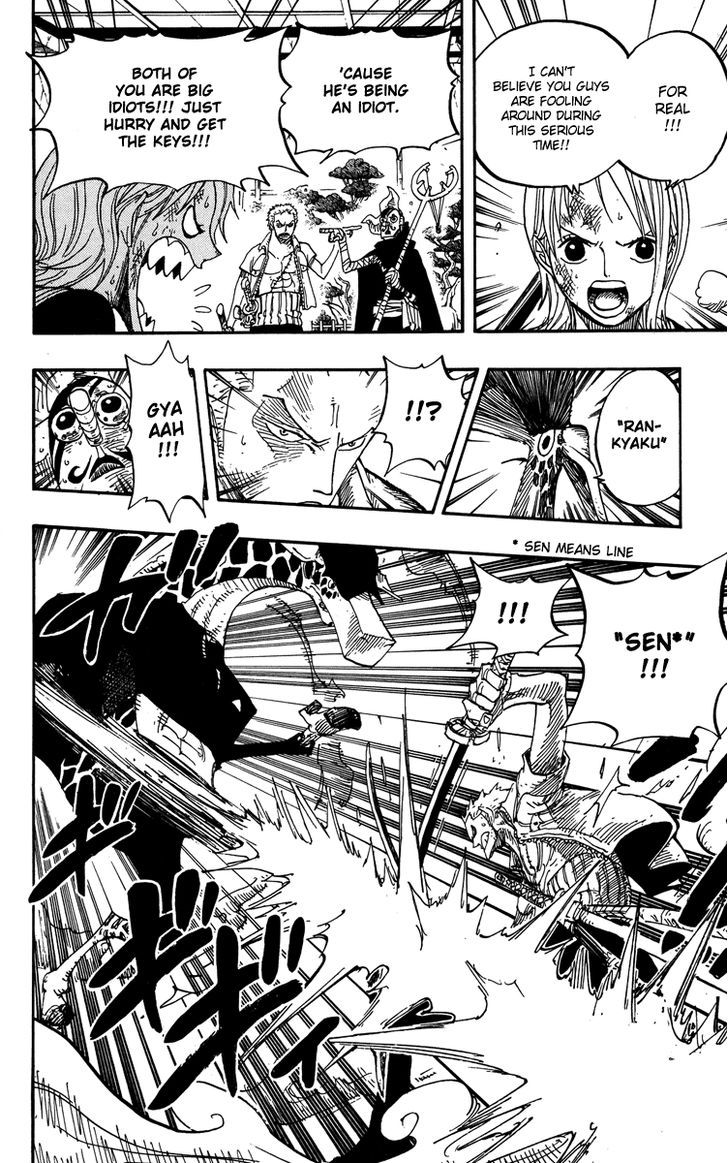 FOR
REAL
!!!
I CAN'T
BELIEVE YOU GUYS
ARE FOOLING
AROUND DURING
THIS SERIOUS
TIME!!
'CAUSE
HE'S BEING
AN IDIOT.
BOTH OF
YOU ARE BIG
IDIOTS!!! JUST
HURRY AND GET
THE KEYS!!!
"RAN-
KYAKU"
!!?
GYA
AAH
!!!
* SEN MEANS LINE
"SEN*"
!!!
!!!